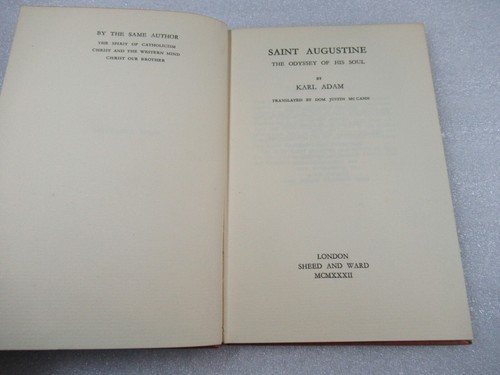 BY THE SAME AUTHOR
THE SPIRIT OF CATHOLICISM
CHRIST AND THE WESTERN MIND
CHRIST OUR BROTHER
SAINT AUGUSTINE
THE ODYSSEY OF HIS SOUL
BY
KARL ADAM
TRANSLATED BY DOM JUSTIN MCCANN
LONDON
SHEED AND WARD
MCMXXXII